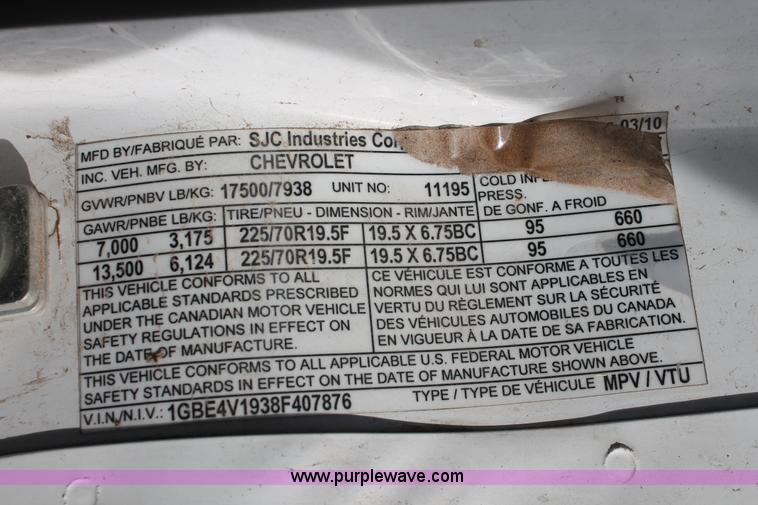 MFD BY/FABRIQUÉ PAR: SJC Industries 03/10
INC. VEH. MFG. BY: CHEVROLET
GVWR/PNBV LB/KG: 17500/7938 UNIT NO: 11195
COLD
PRESS.
DE GONF. A FROID
GAWR/PNBE LB/KG: TIRE/PNEU - DIMENSION - RIM/JANTE
7,000 3,175 225/70R19.5F 19.5 X 6.75BC 95 660
13,500 6,124 225/70R19.5F 19.5 X 6.75BC 95 660
THIS VEHICLE CONFORMS TO ALL
APPLICABLE STANDARDS PRESCRIBED
UNDER THE CANADIAN MOTOR VEHICLE
SAFETY REGULATIONS IN EFFECT ON
THE DATE OF MANUFACTURE.
CE VÉHICULE EST CONFORME A TOUTES LES
NORMES QUI LUI SONT APPLICABLES EN
VERTU DU RÈGLEMENT SUR LA SÉCURITÉ
DES VÉHICULES AUTOMOBILES DU CANADA
EN VIGUEUR À LA DATE DE SA FABRICATION.
THIS VEHICLE CONFORMS TO ALL APPLICABLE U.S. FEDERAL MOTOR VEHICLE
SAFETY STANDARDS IN EFFECT ON THE DATE OF MANUFACTURE SHOWN ABOVE.
V.I.N./N.I.V.: 1GBE4V1938F407876 TYPE / TYPE DE VÉHICULE MPV / VTU
www.purplewave.com